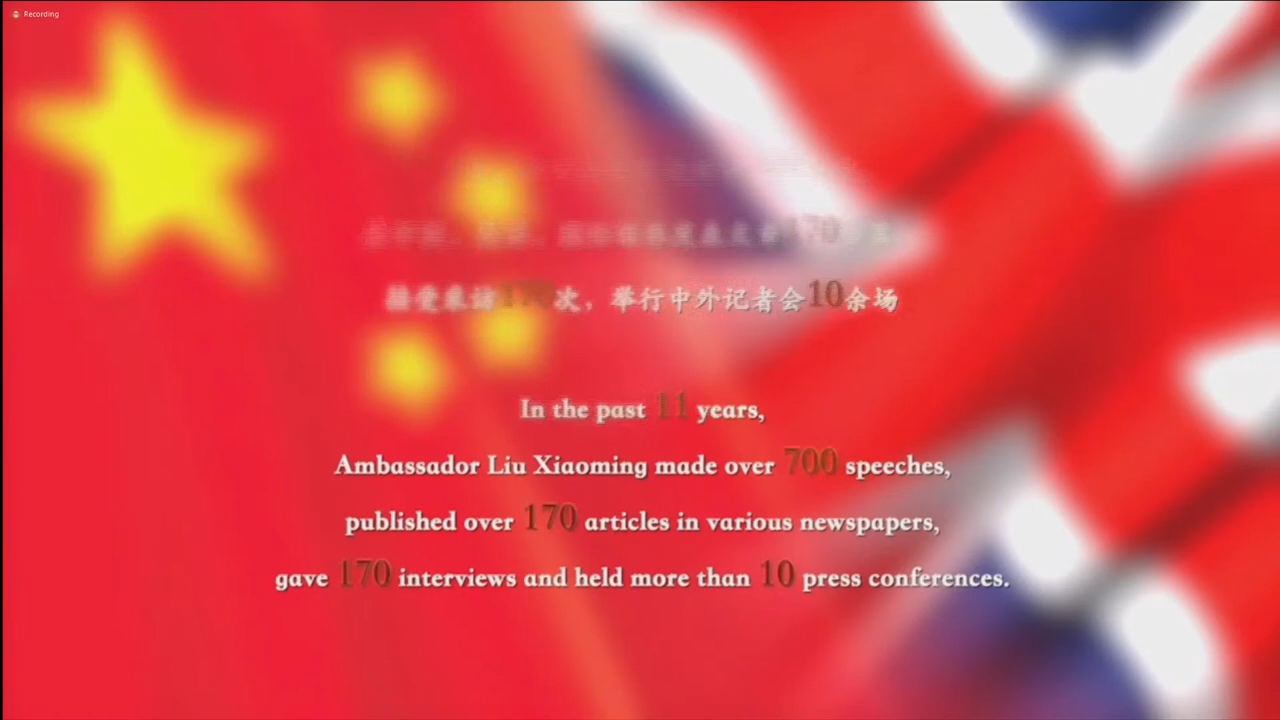 Recording
170
接受采访170次，举行中外记者会10余场
In the past 11 years,
Ambassador Liu Xiaoming made over 700 speeches,
published over 170 articles in various newspapers,
gave 170 interviews and held more than 10 press conferences.